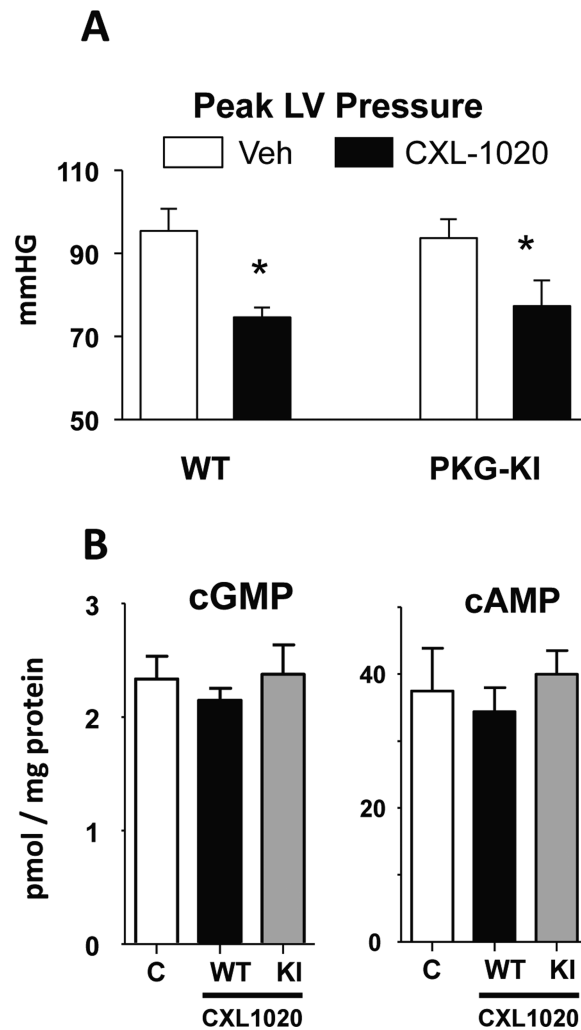 A
Peak LV Pressure
Veh CXL-1020
110
90
70
50
mmHG
* *
WT PKG-KI
B
cGMP
3
2
1
0
pmol / mg protein
C WT KI
CXL1020
cAMP
40
20
0
C WT KI
CXL1020